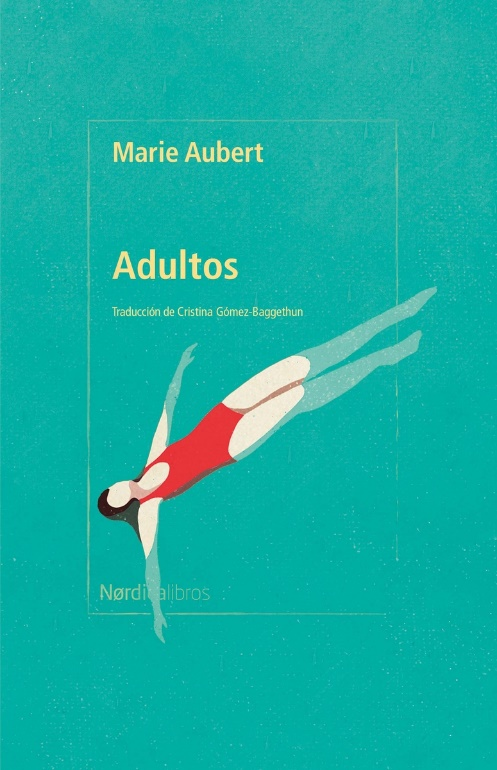 Marie Aubert
Adultos
Traducción de Cristina Gómez-Baggethun
Nørdicalibros